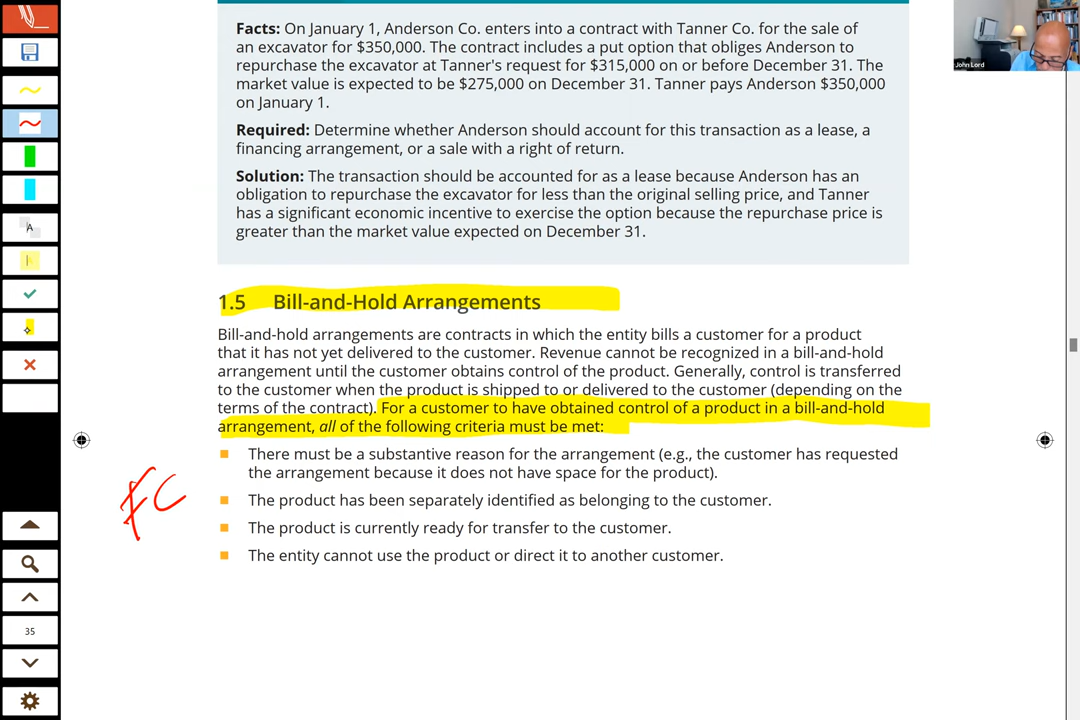 Facts: On January 1, Anderson Co. enters into a contract with Tanner Co. for the sale of
an excavator for $350,000. The contract includes a put option that obliges Anderson to
repurchase the excavator at Tanner's request for $315,000 on or before December 31. The
market value is expected to be $275,000 on December 31. Tanner pays Anderson $350,000
on January 1.
Required: Determine whether Anderson should account for this transaction as a lease, a
financing arrangement, or a sale with a right of return.
Solution: The transaction should be accounted for as a lease because Anderson has an
obligation to repurchase the excavator for less than the original selling price, and Tanner
has a significant economic incentive to exercise the option because the repurchase price is
greater than the market value expected on December 31.
1.5 Bill-and-Hold Arrangements
Bill-and-hold arrangements are contracts in which the entity bills a customer for a product
that it has not yet delivered to the customer. Revenue cannot be recognized in a bill-and-hold
arrangement until the customer obtains control of the product. Generally, control is transferred
to the customer when the product is shipped to or delivered to the customer (depending on the
terms of the contract). For a customer to have obtained control of a product in a bill-and-hold
arrangement, all of the following criteria must be met:
There must be a substantive reason for the arrangement (e.g., the customer has requested
the arrangement because it does not have space for the product).
The product has been separately identified as belonging to the customer.
The product is currently ready for transfer to the customer.
The entity cannot use the product or direct it to another customer.
FC
John Lord
A
35